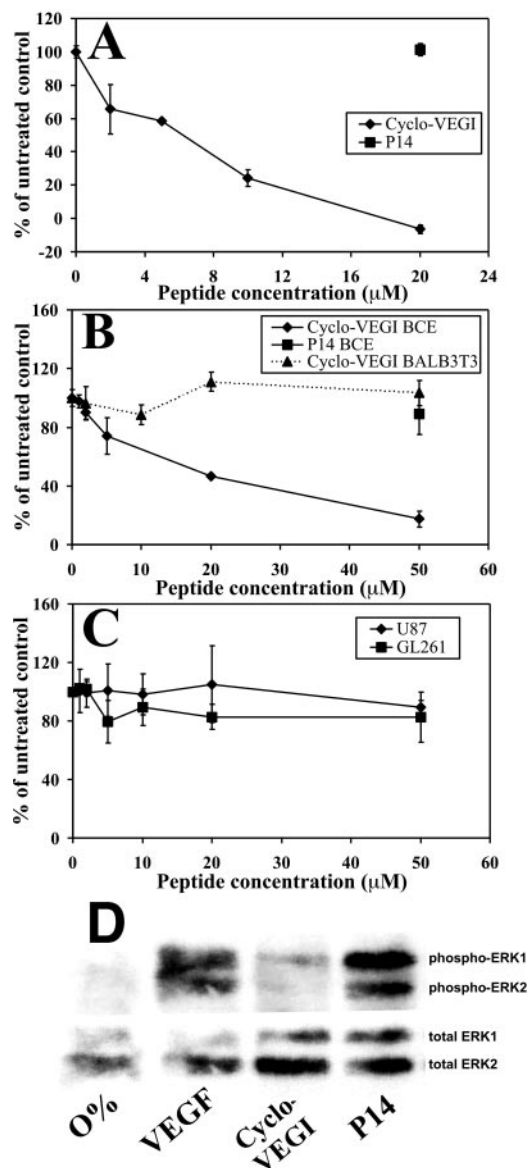 A
120
100
80
60
40
20
0
-20
% of untreated control
Cyclo-VEGI
P14
0 4 8 12 16 20 24
Peptide concentration (μM)
B
160
120
80
40
0
% of untreated control
Cyclo-VEGI BCE
P14 BCE
Cyclo-VEGI BALB3T3
0 10 20 30 40 50 60
Peptide concentration (μM)
C
160
120
80
40
0
% of untreated control
U87
GL261
0 10 20 30 40 50 60
Peptide concentration (μM)
D
phospho-ERK1
phospho-ERK2
total ERK1
total ERK2
O% VEGF Cyclo-VEGI P14